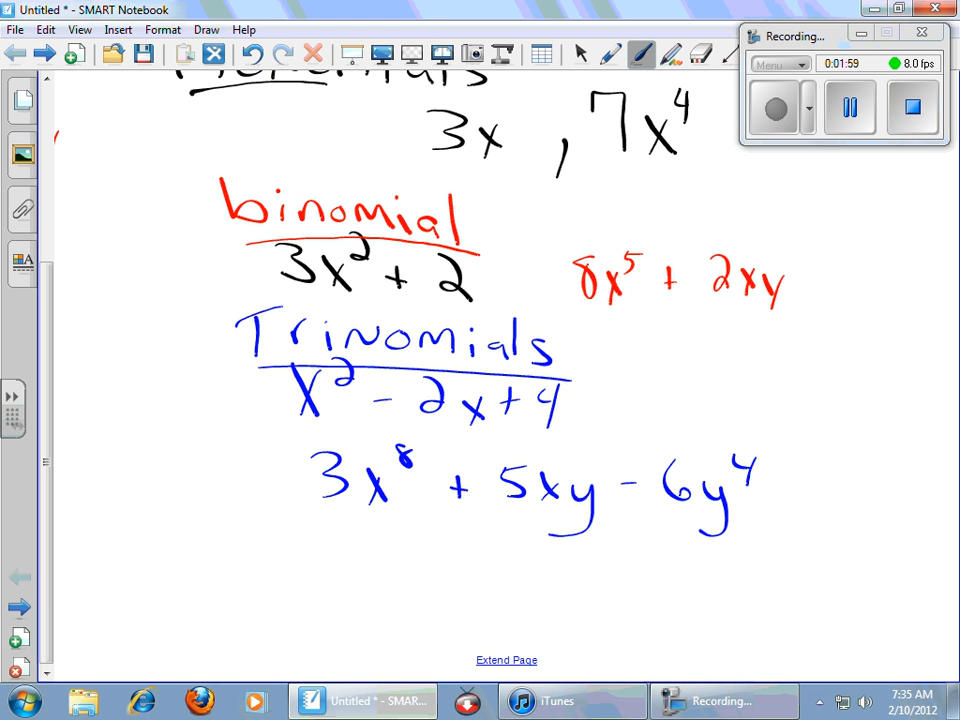 Untitled * - SMART Notebook
File Edit View Insert Format Draw Help
Recording...
Menu 0:01:59 8.0 fps
3x , 7x⁴
binomial
3x² + 2 8x⁵ + 2xy
Trinomials
x² - 2x + 4
3x⁸ + 5xy - 6y⁴
Extend Page
Untitled * - SMAR... iTunes Recording... 7:35 AM
2/10/2012